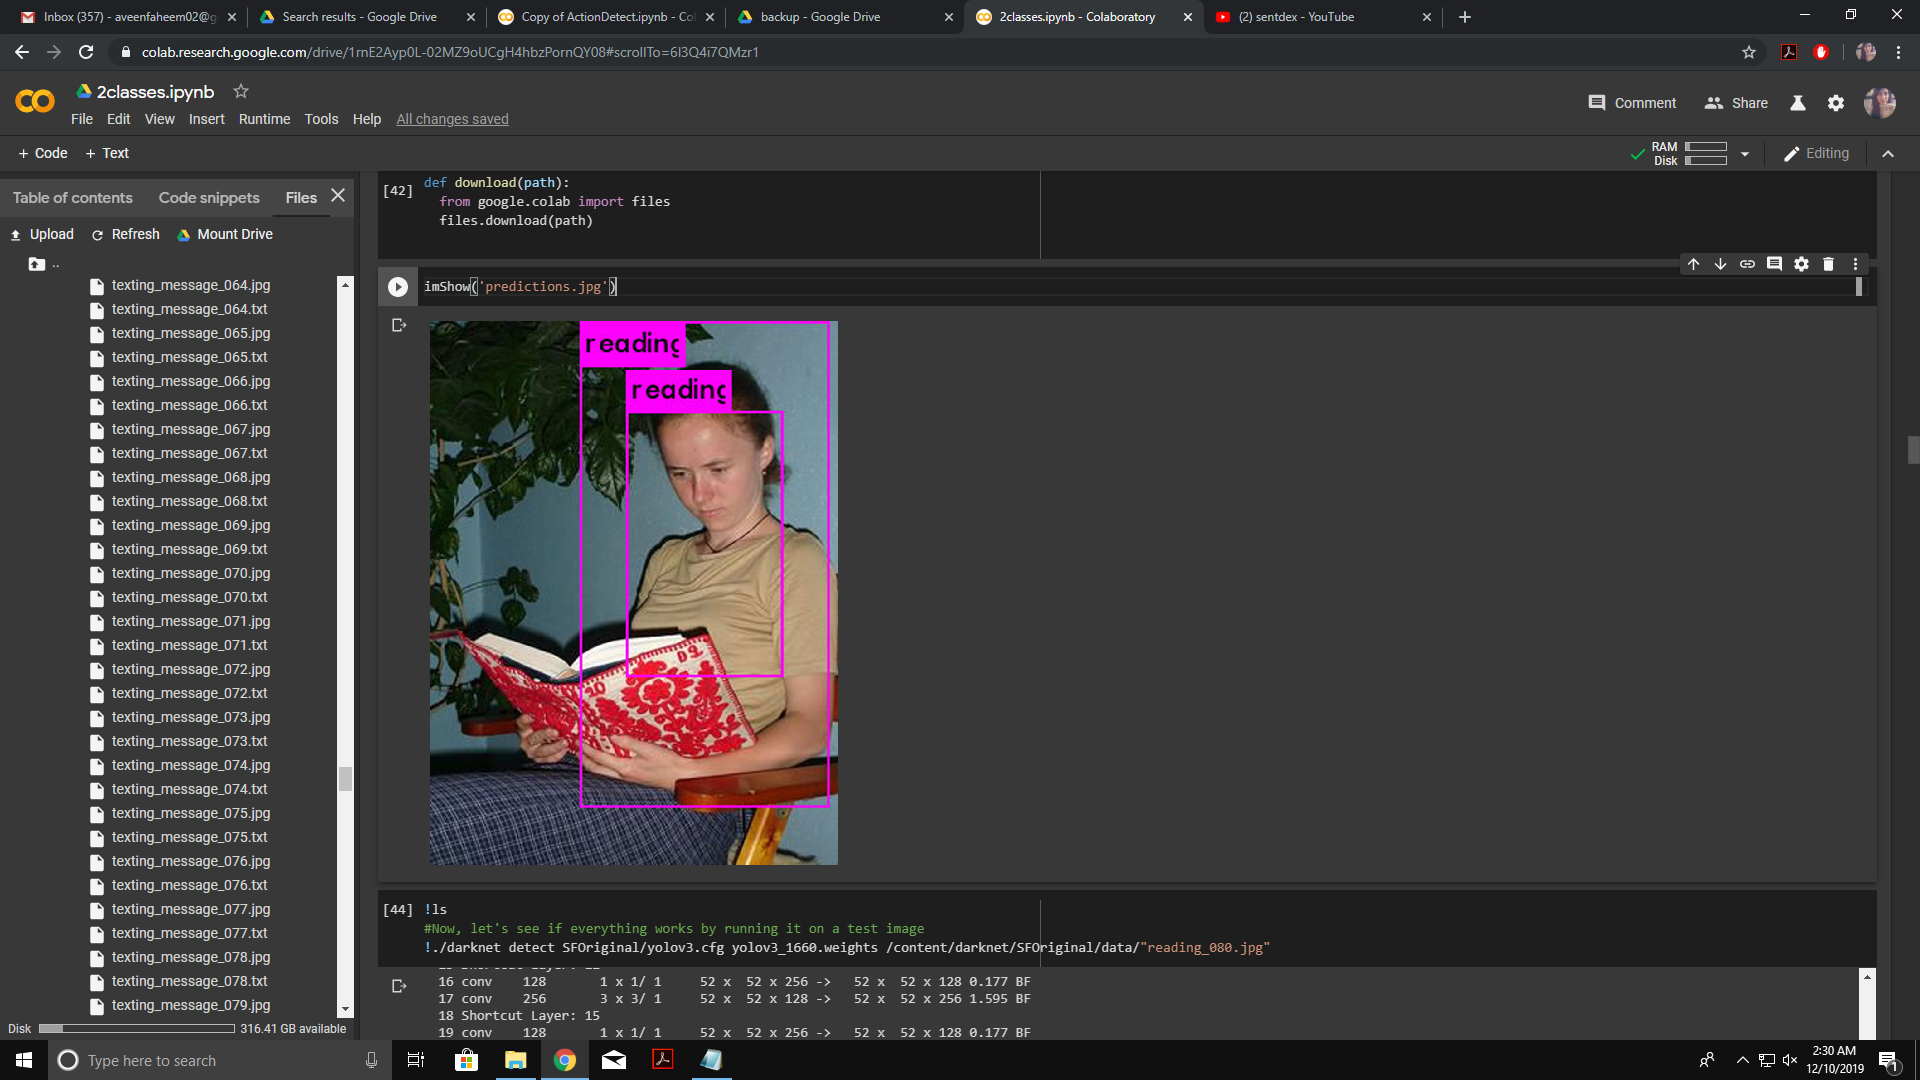 Inbox (357) - aveenfaheem02@g
Search results - Google Drive
Copy of ActionDetect.ipynb - Co
backup - Google Drive
2classes.ipynb - Colaboratory
(2) sentdex - YouTube
colab.research.google.com/drive/1rnE2Ayp0L-02MZ9oUCgH4hbzPornQY08#scrollTo=6I3Q4i7QMzr1
2classes.ipynb
Comment
Share
File Edit View Insert Runtime Tools Help All changes saved
+ Code + Text
RAM
Disk
Editing
Table of contents Code snippets Files
Upload Refresh Mount Drive
..
texting_message_064.jpg
texting_message_064.txt
texting_message_065.jpg
texting_message_065.txt
texting_message_066.jpg
texting_message_066.txt
texting_message_067.jpg
texting_message_067.txt
texting_message_068.jpg
texting_message_068.txt
texting_message_069.jpg
texting_message_069.txt
texting_message_070.jpg
texting_message_070.txt
texting_message_071.jpg
texting_message_071.txt
texting_message_072.jpg
texting_message_072.txt
texting_message_073.jpg
texting_message_073.txt
texting_message_074.jpg
texting_message_074.txt
texting_message_075.jpg
texting_message_075.txt
texting_message_076.jpg
texting_message_076.txt
texting_message_077.jpg
texting_message_077.txt
texting_message_078.jpg
texting_message_078.txt
texting_message_079.jpg
Disk 316.41 GB available
[42] def download(path):
from google.colab import files
files.download(path)
imShow('predictions.jpg')
reading
reading
[44] !ls
#Now, let's see if everything works by running it on a test image
!./darknet detect SFOriginal/yolov3.cfg yolov3_1660.weights /content/darknet/SFOriginal/data/"reading_080.jpg"
16 conv 128 1 x 1/ 1 52 x 52 x 256 -> 52 x 52 x 128 0.177 BF
17 conv 256 3 x 3/ 1 52 x 52 x 128 -> 52 x 52 x 256 1.595 BF
18 Shortcut Layer: 15
19 conv 128 1 x 1/ 1 52 x 52 x 256 -> 52 x 52 x 128 0.177 BF
Type here to search
2:30 AM
12/10/2019
1